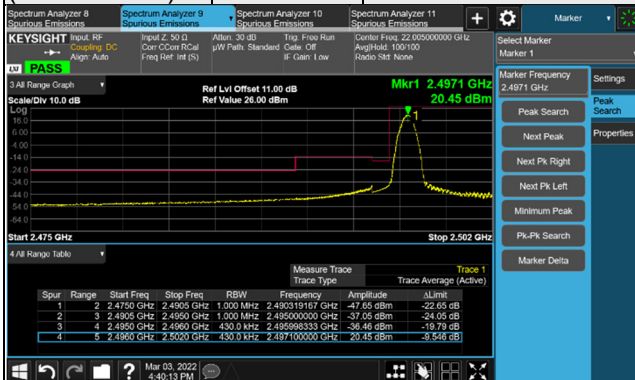 Spectrum Analyzer 8
Spurious Emissions
Spectrum Analyzer 9
Spurious Emissions
Spectrum Analyzer 10
Spurious Emissions
Spectrum Analyzer 11
Spurious Emissions
Marker
KEYSIGHT
Input: RF
Coupling: DC
Align: Auto
Input Z: 50 Ω
Corr CCorr RCal
Freq Ref: Int (S)
Atten: 30 dB
µW Path: Standard
Trig: Free Run
Gate: Off
IF Gain: Low
Center Freq: 22.005000000 GHz
Avg|Hold: 100/100
Radio Std: None
LXI PASS
Select Marker
Marker 1
Marker Frequency
2.4971 GHz
Settings
Peak Search
Peak Search
Next Peak
Properties
Next Pk Right
Next Pk Left
Minimum Peak
Pk-Pk Search
Marker Delta
3 All Range Graph
Scale/Div 10.0 dB
Ref Lvl Offset 11.00 dB
Ref Value 26.00 dBm
Mkr1 2.4971 GHz
20.45 dBm
Log
16.0
6.00
-4.00
-14.0
-24.0
-34.0
-44.0
-54.0
-64.0
1
Start 2.475 GHz
Stop 2.502 GHz
4 All Range Table
Measure Trace Trace 1
Trace Type Trace Average (Active)
Spur Range Start Freq Stop Freq RBW Frequency Amplitude ΔLimit
1 2 2.4750 GHz 2.4905 GHz 1.000 MHz 2.490319167 GHz -47.65 dBm -22.65 dB
2 3 2.4905 GHz 2.4950 GHz 1.000 MHz 2.495000000 GHz -37.05 dBm -24.05 dB
3 4 2.4950 GHz 2.4960 GHz 430.0 kHz 2.495998333 GHz -36.46 dBm -19.79 dB
4 5 2.4960 GHz 2.5020 GHz 430.0 kHz 2.497100000 GHz 20.45 dBm -9.546 dB
Mar 03, 2022
4:40:13 PM